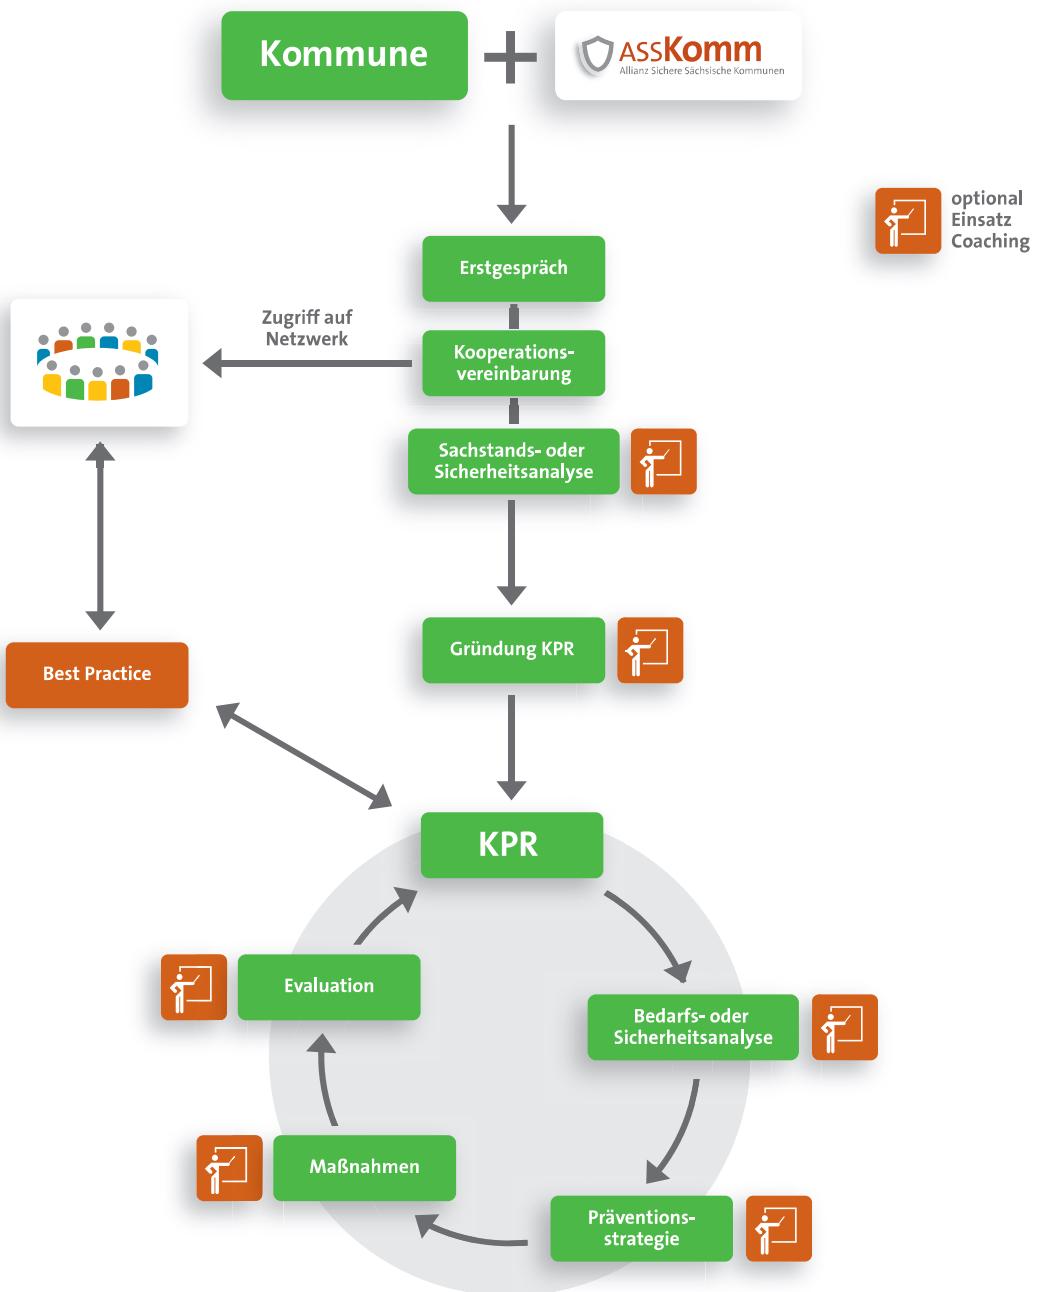 Kommune
ASSKomm
Allianz Sichere Sächsische Kommunen
optional
Einsatz
Coaching
Erstgespräch
Zugriff auf
Netzwerk
Kooperations-
vereinbarung
Sachstands- oder
Sicherheitsanalyse
Gründung KPR
Best Practice
KPR
Evaluation
Bedarfs- oder
Sicherheitsanalyse
Maßnahmen
Präventions-
strategie